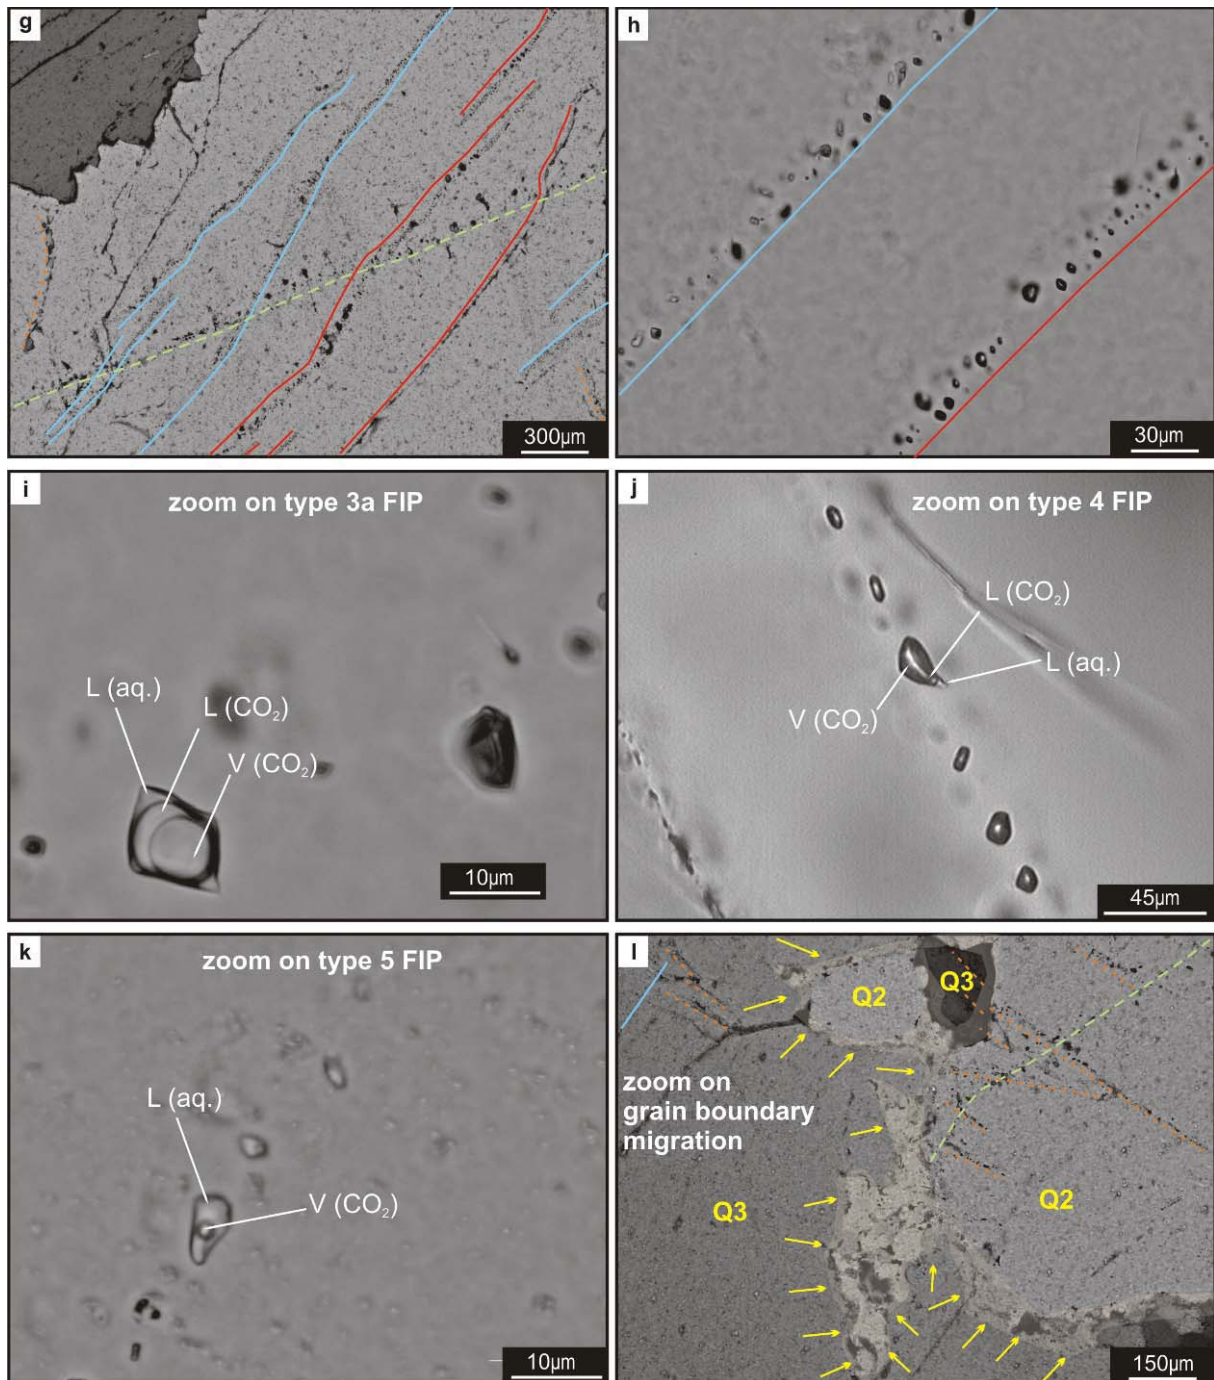 g
300µm
h
30µm
i
zoom on type 3a FIP
L (aq.)
L (CO₂)
V (CO₂)
10µm
j
zoom on type 4 FIP
L (CO₂)
L (aq.)
V (CO₂)
45µm
k
zoom on type 5 FIP
L (aq.)
V (CO₂)
10µm
l
Q2
Q3
zoom on
grain boundary
migration
Q3
Q2
150µm